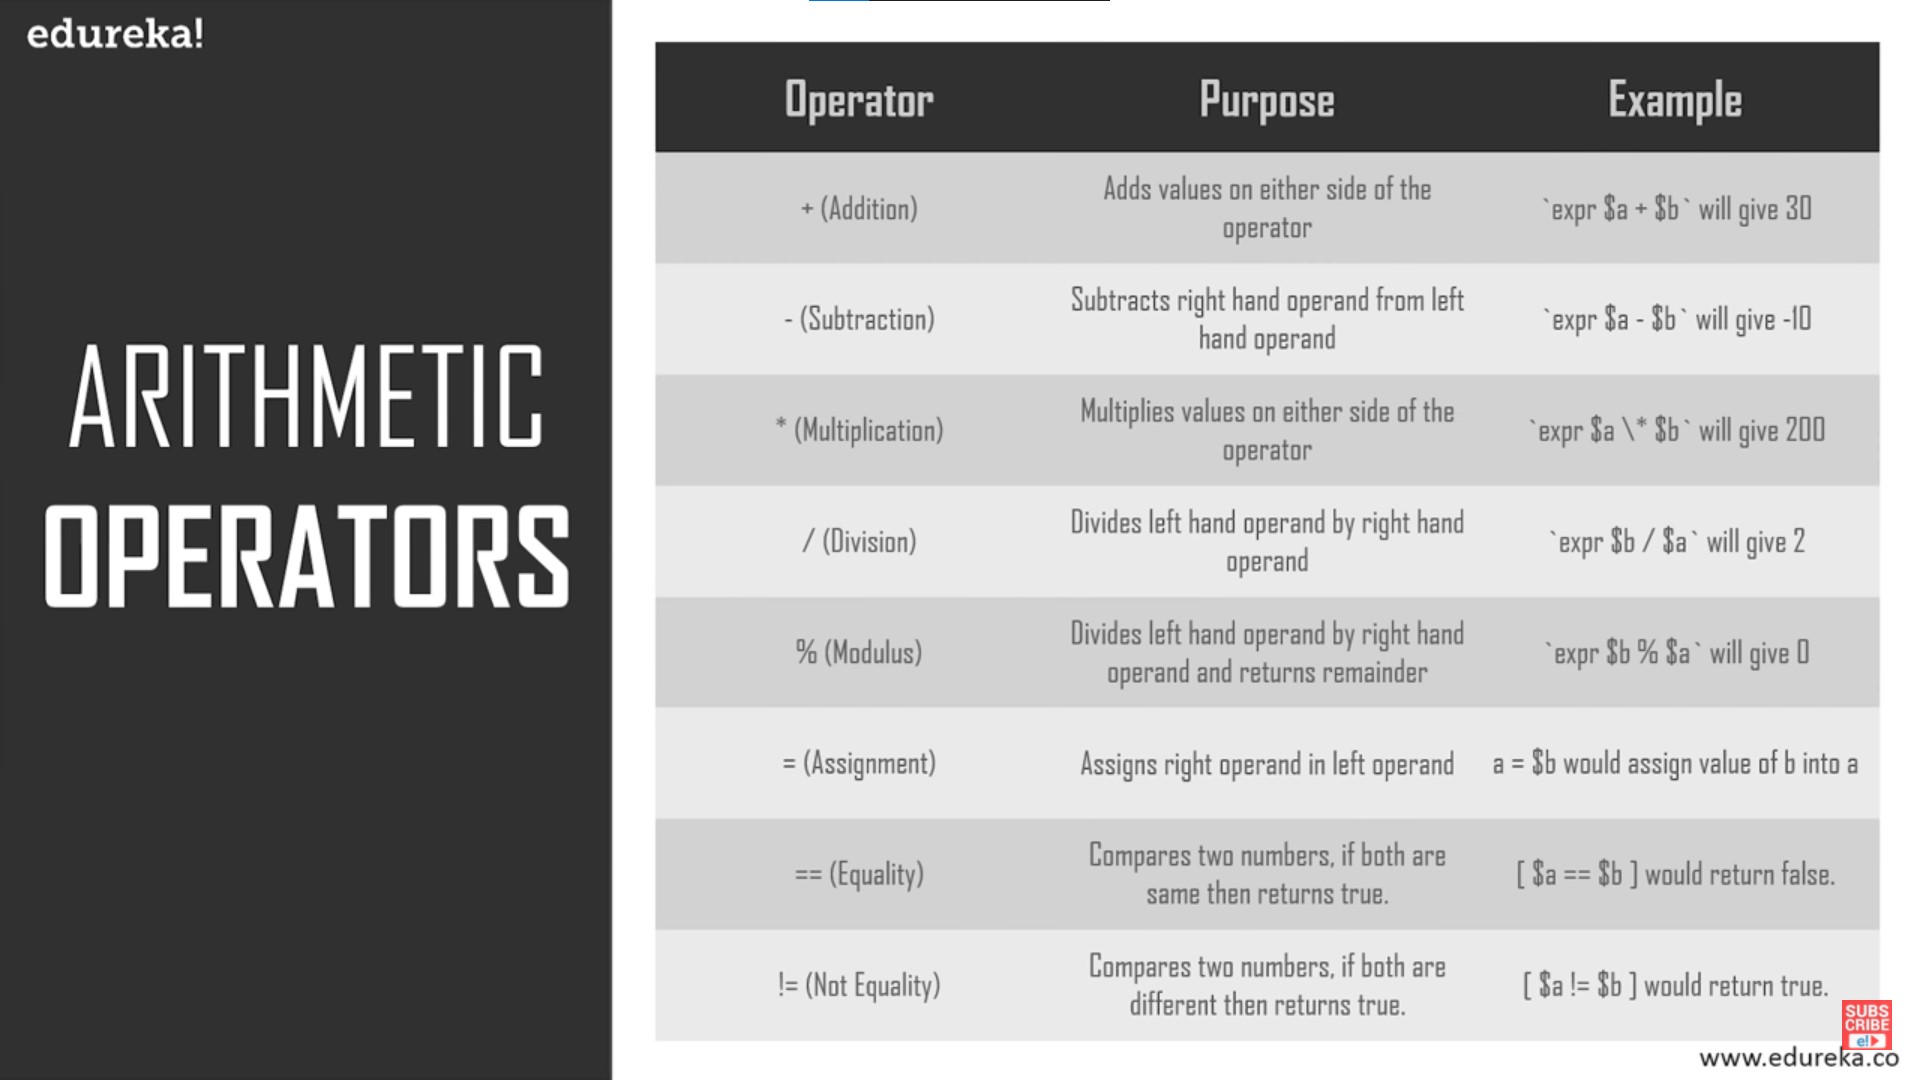 edureka!
ARITHMETIC
OPERATORS
Operator Purpose Example
+ (Addition)
Adds values on either side of the
operator
`expr $a + $b` will give 30
- (Subtraction)
Subtracts right hand operand from left
hand operand
`expr $a - $b` will give -10
* (Multiplication)
Multiplies values on either side of the
operator
`expr $a \* $b` will give 200
/ (Division)
Divides left hand operand by right hand
operand
`expr $b / $a` will give 2
% (Modulus)
Divides left hand operand by right hand
operand and returns remainder
`expr $b % $a` will give 0
= (Assignment)
Assigns right operand in left operand
a = $b would assign value of b into a
== (Equality)
Compares two numbers, if both are
same then returns true.
[ $a == $b ] would return false.
!= (Not Equality)
Compares two numbers, if both are
different then returns true.
[ $a != $b ] would return true.
SUBS
CRIBE
e!
www.edureka.co